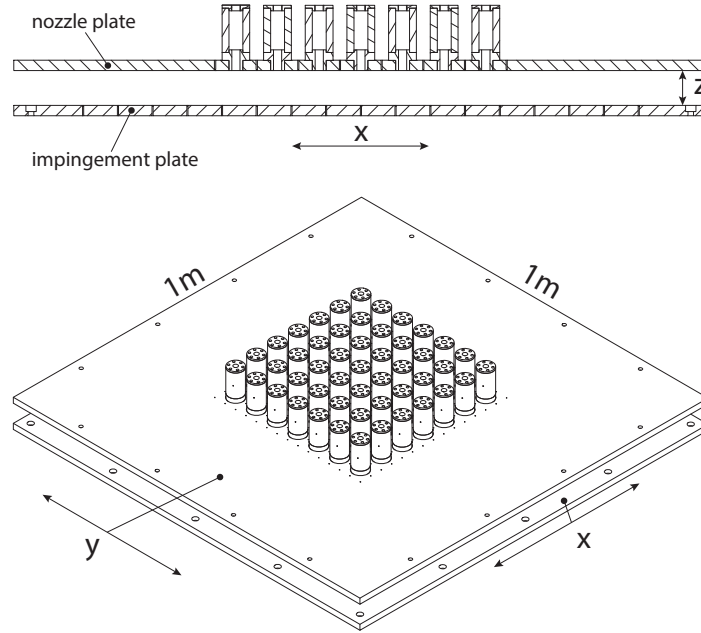 nozzle plate
z
impingement plate
x
1m
1m
y
x